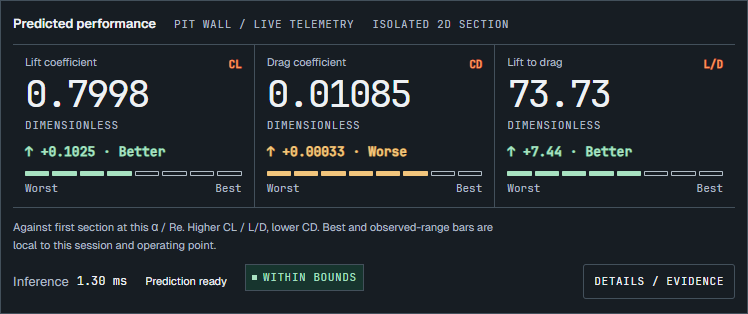 Predicted performance PIT WALL / LIVE TELEMETRY ISOLATED 2D SECTION
Lift coefficient CL
0.7998
DIMENSIONLESS
↑ +0.1025 · Better
Worst Best
Drag coefficient CD
0.01085
DIMENSIONLESS
↑ +0.00033 · Worse
Worst Best
Lift to drag L/D
73.73
DIMENSIONLESS
↑ +7.44 · Better
Worst Best
Against first section at this α / Re. Higher CL / L/D, lower CD. Best and observed-range bars are
local to this session and operating point.
Inference 1.30 ms Prediction ready WITHIN BOUNDS DETAILS / EVIDENCE